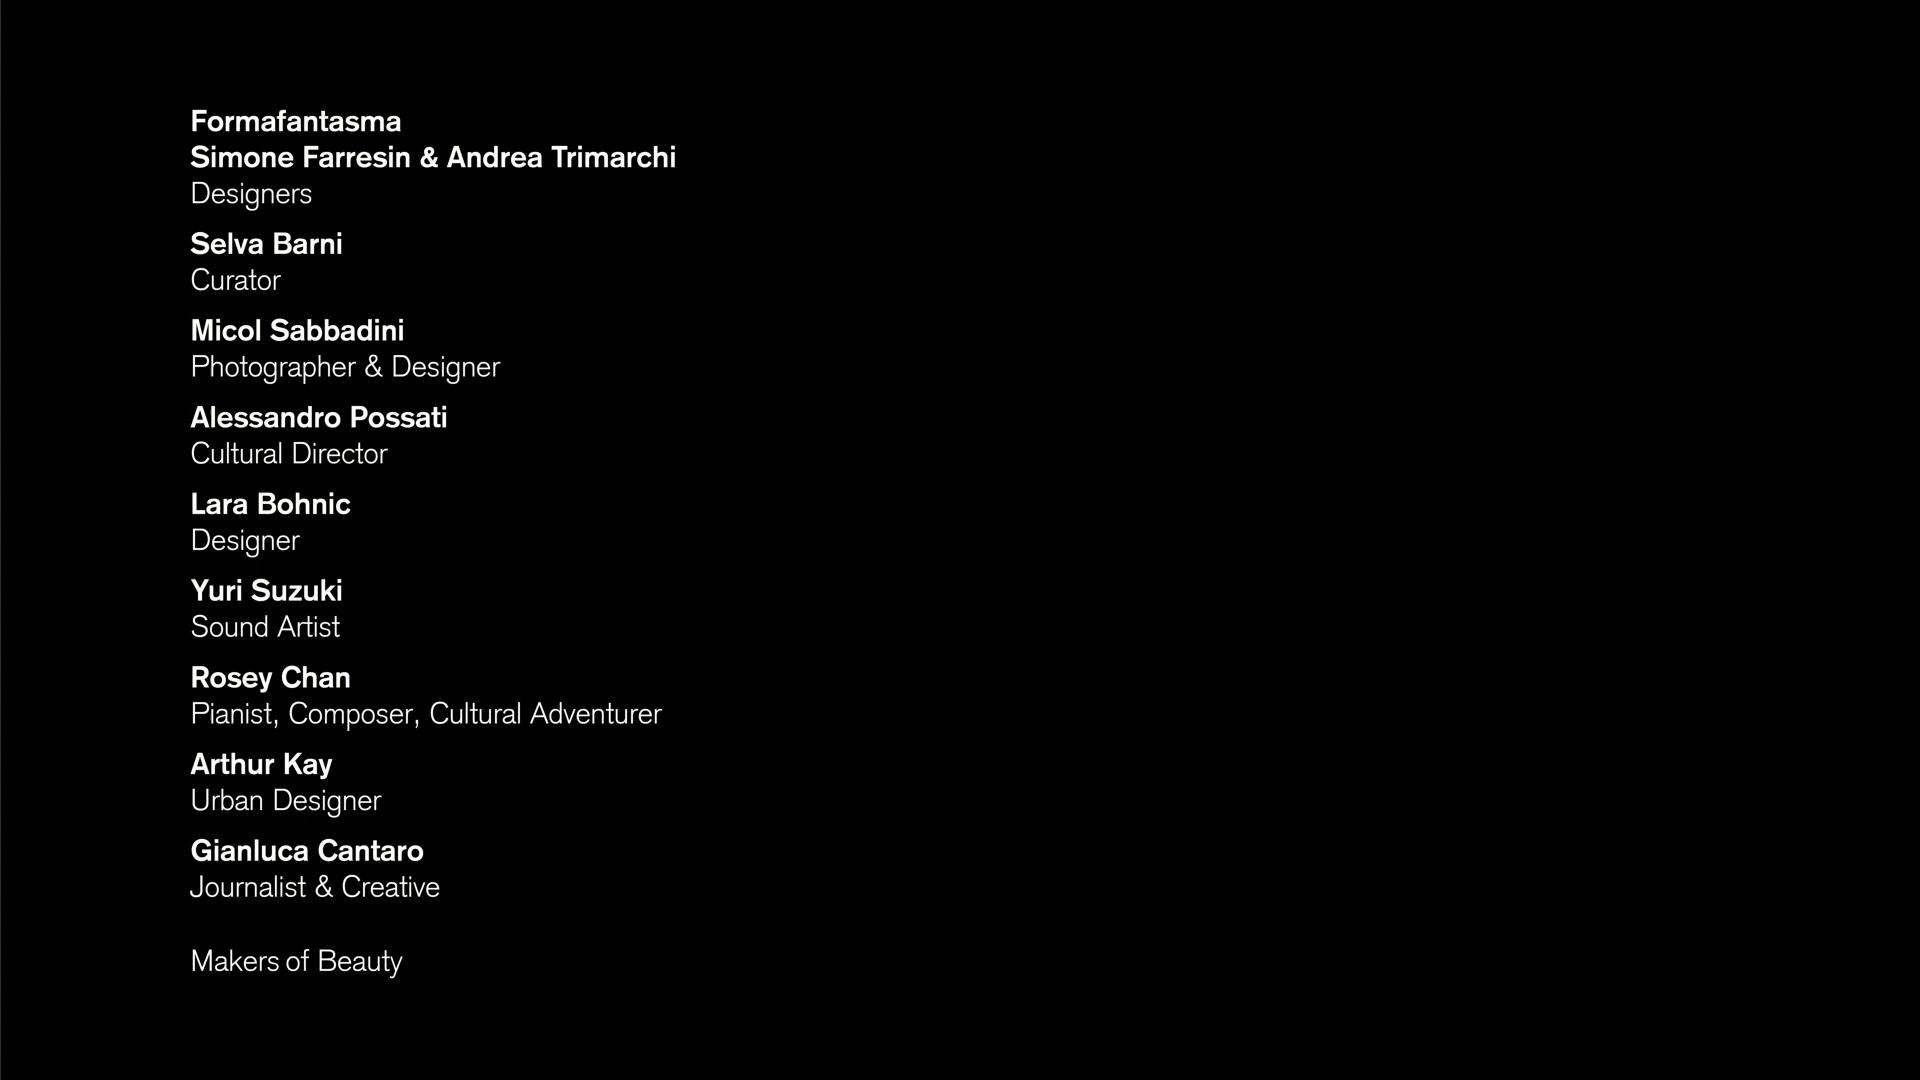 Formafantasma
Simone Farresin & Andrea Trimarchi
Designers
Selva Barni
Curator
Micol Sabbadini
Photographer & Designer
Alessandro Possati
Cultural Director
Lara Bohnic
Designer
Yuri Suzuki
Sound Artist
Rosey Chan
Pianist, Composer, Cultural Adventurer
Arthur Kay
Urban Designer
Gianluca Cantaro
Journalist & Creative
Makers of Beauty